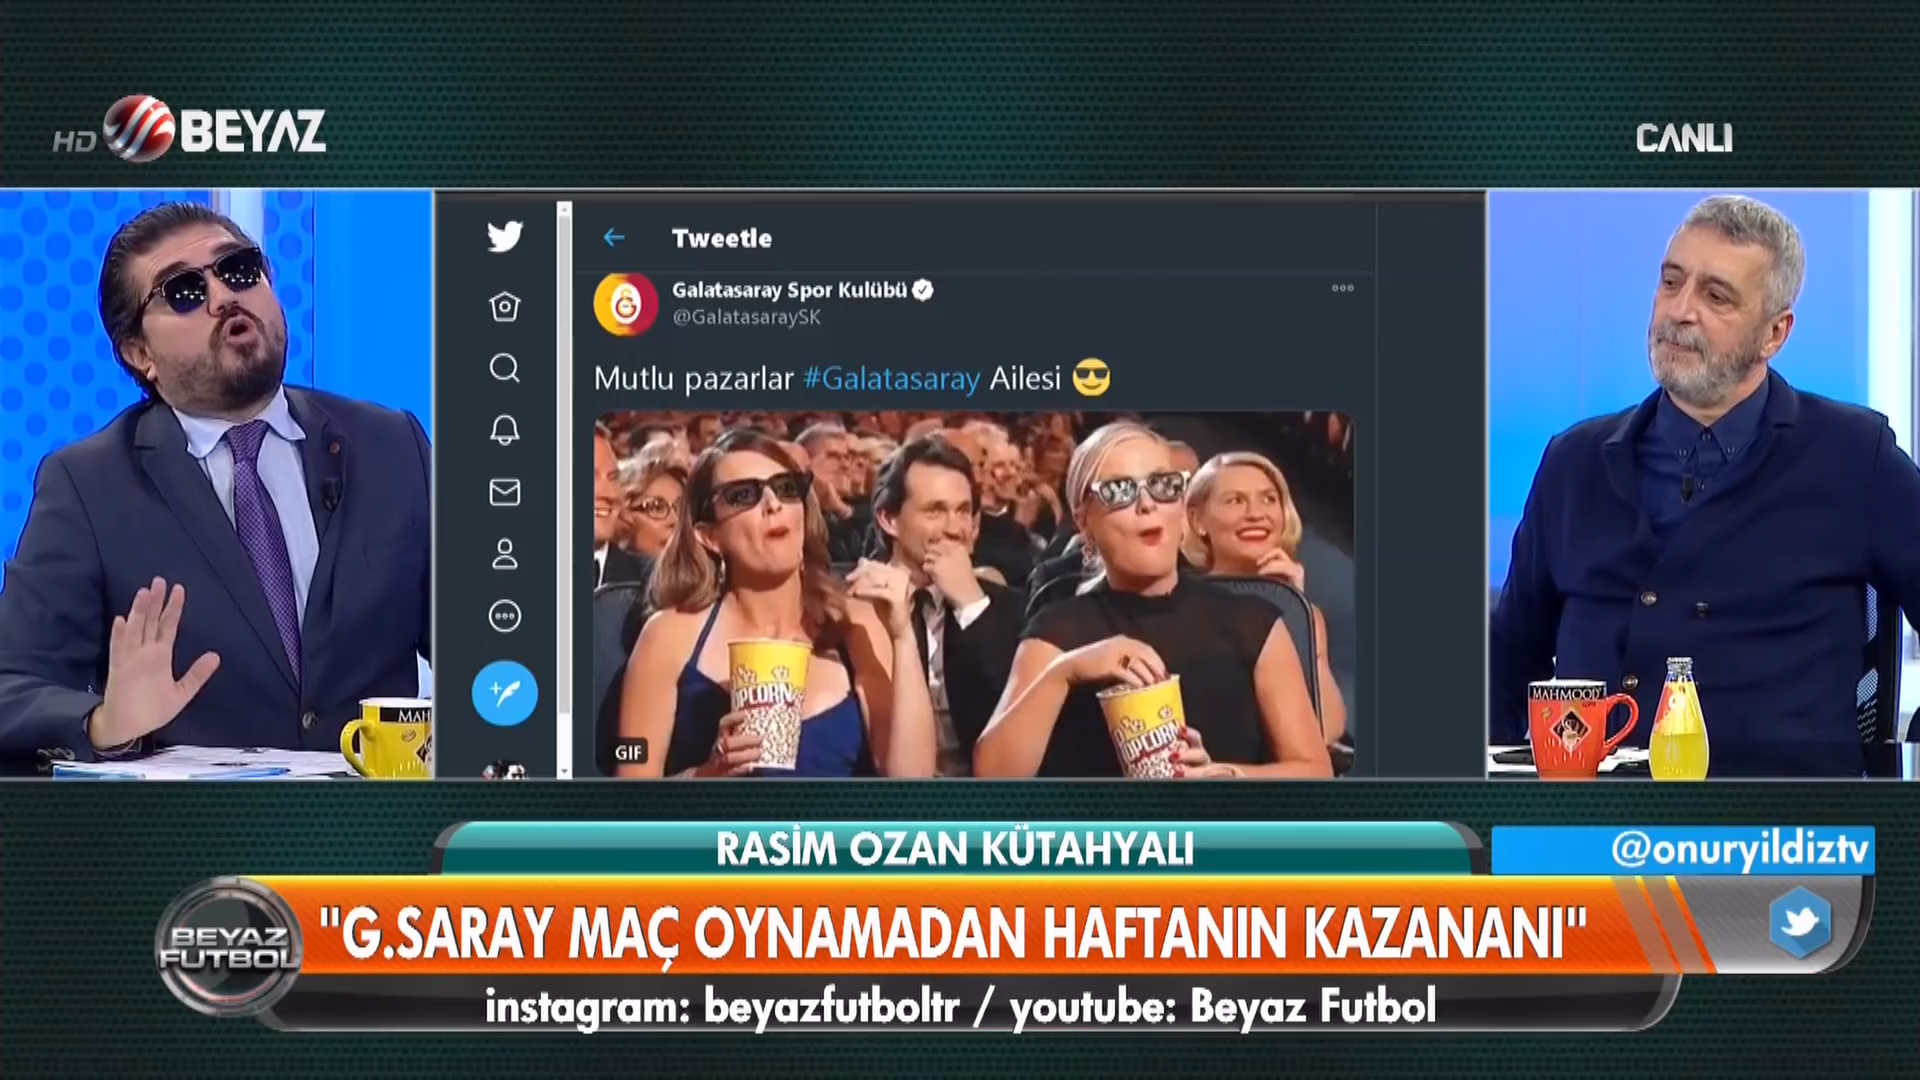 HD BEYAZ
CANLI
Tweetle
Galatasaray Spor Kulübü
@GalatasaraySK
Mutlu pazarlar #Galatasaray Ailesi 😎
POPCORN
POPCORN
GIF
MAH
MAHMOOD
RASİM OZAN KÜTAHYALI
@onuryildiztv
BEYAZ
FUTBOL
"G.SARAY MAÇ OYNAMADAN HAFTANIN KAZANANI"
instagram: beyazfutboltr / youtube: Beyaz Futbol